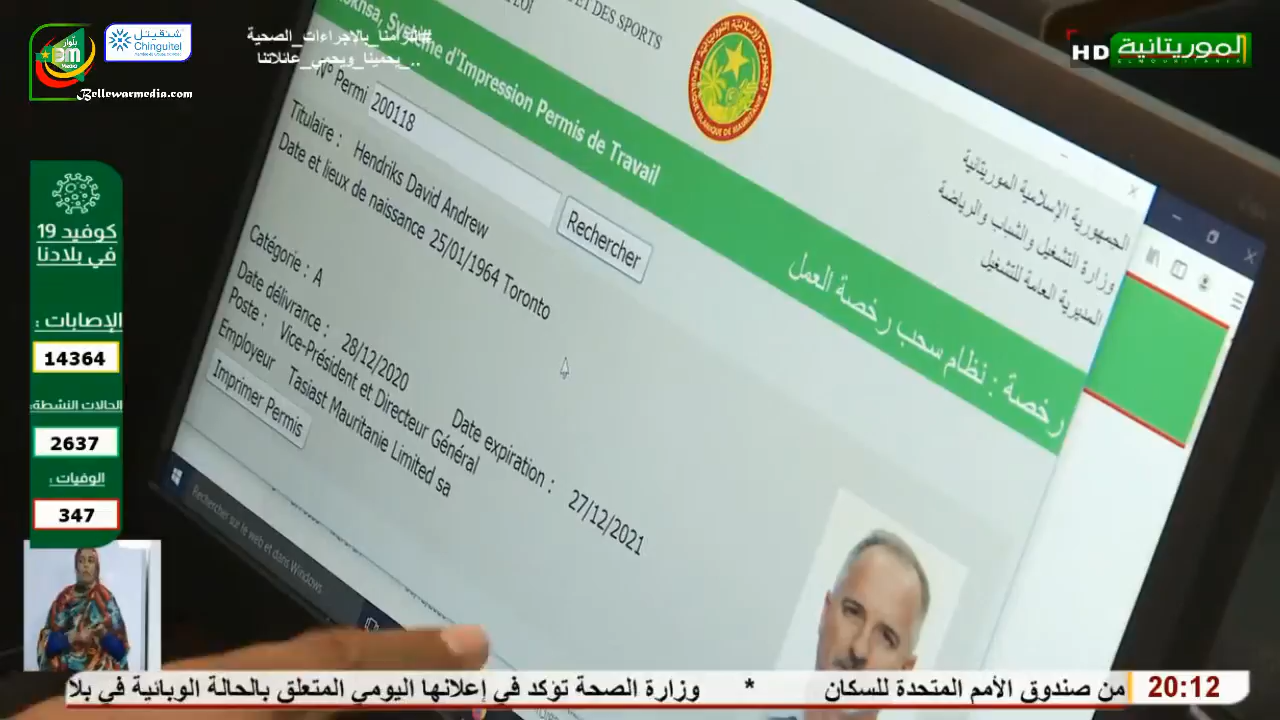 BM
Media
Bellewarmedia.com
شنقيتل
Chinguitel
#التزامنا_بالإجراءات_الصحية
.._يحمينا_ويحمي_عائلاتنا
HD الموريتانية
ELMOURITANIYA
كوفيد 19
في بلادنا
الإصابات :
14364
الحالات النشطة:
2637
الوفيات :
347
ET DES SPORTS
الجمهورية الإسلامية الموريتانية
وزارة التشغيل والشباب والرياضة
المديرية العامة للتشغيل
Système d'Impression Permis de Travail
رخصة : نظام سحب رخصة العمل
N° Permi 200118
Rechercher
Titulaire : Hendriks David Andrew
Date et lieux de naissance 25/01/1964 Toronto
Catégorie : A
Date délivrance : 28/12/2020 Date expiration : 27/12/2021
Poste : Vice-Président et Directeur Général
Employeur Tasiast Mauritanie Limited sa
Imprimer Permis
Rechercher sur le web et dans Windows
من صندوق الأمم المتحدة للسكان * وزارة الصحة تؤكد في إعلانها اليومي المتعلق بالحالة الوبائية في بلا
20:12